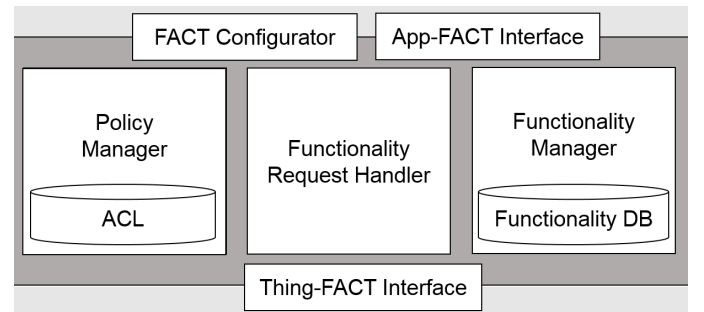 FACT Configurator
App-FACT Interface
Policy
Manager
ACL
Functionality
Request Handler
Functionality
Manager
Functionality DB
Thing-FACT Interface